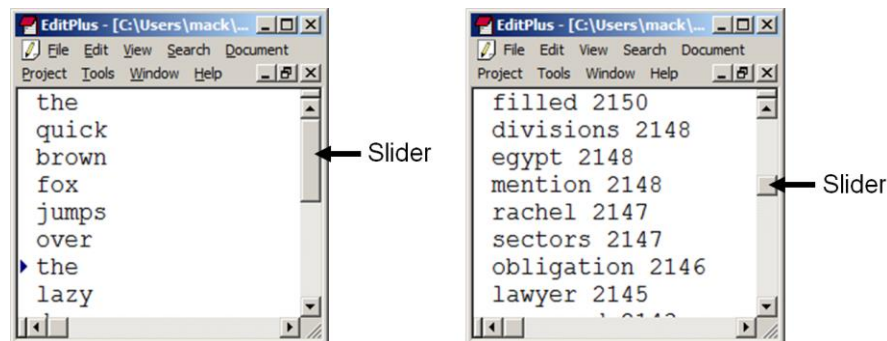 EditPlus - [C:\Users\mack\...
File Edit View Search Document
Project Tools Window Help
the
quick
brown
fox
jumps
over
the
lazy
Slider
EditPlus - [C:\Users\mack\...
File Edit View Search Document
Project Tools Window Help
filled 2150
divisions 2148
egypt 2148
mention 2148
rachel 2147
sectors 2147
obligation 2146
lawyer 2145
Slider